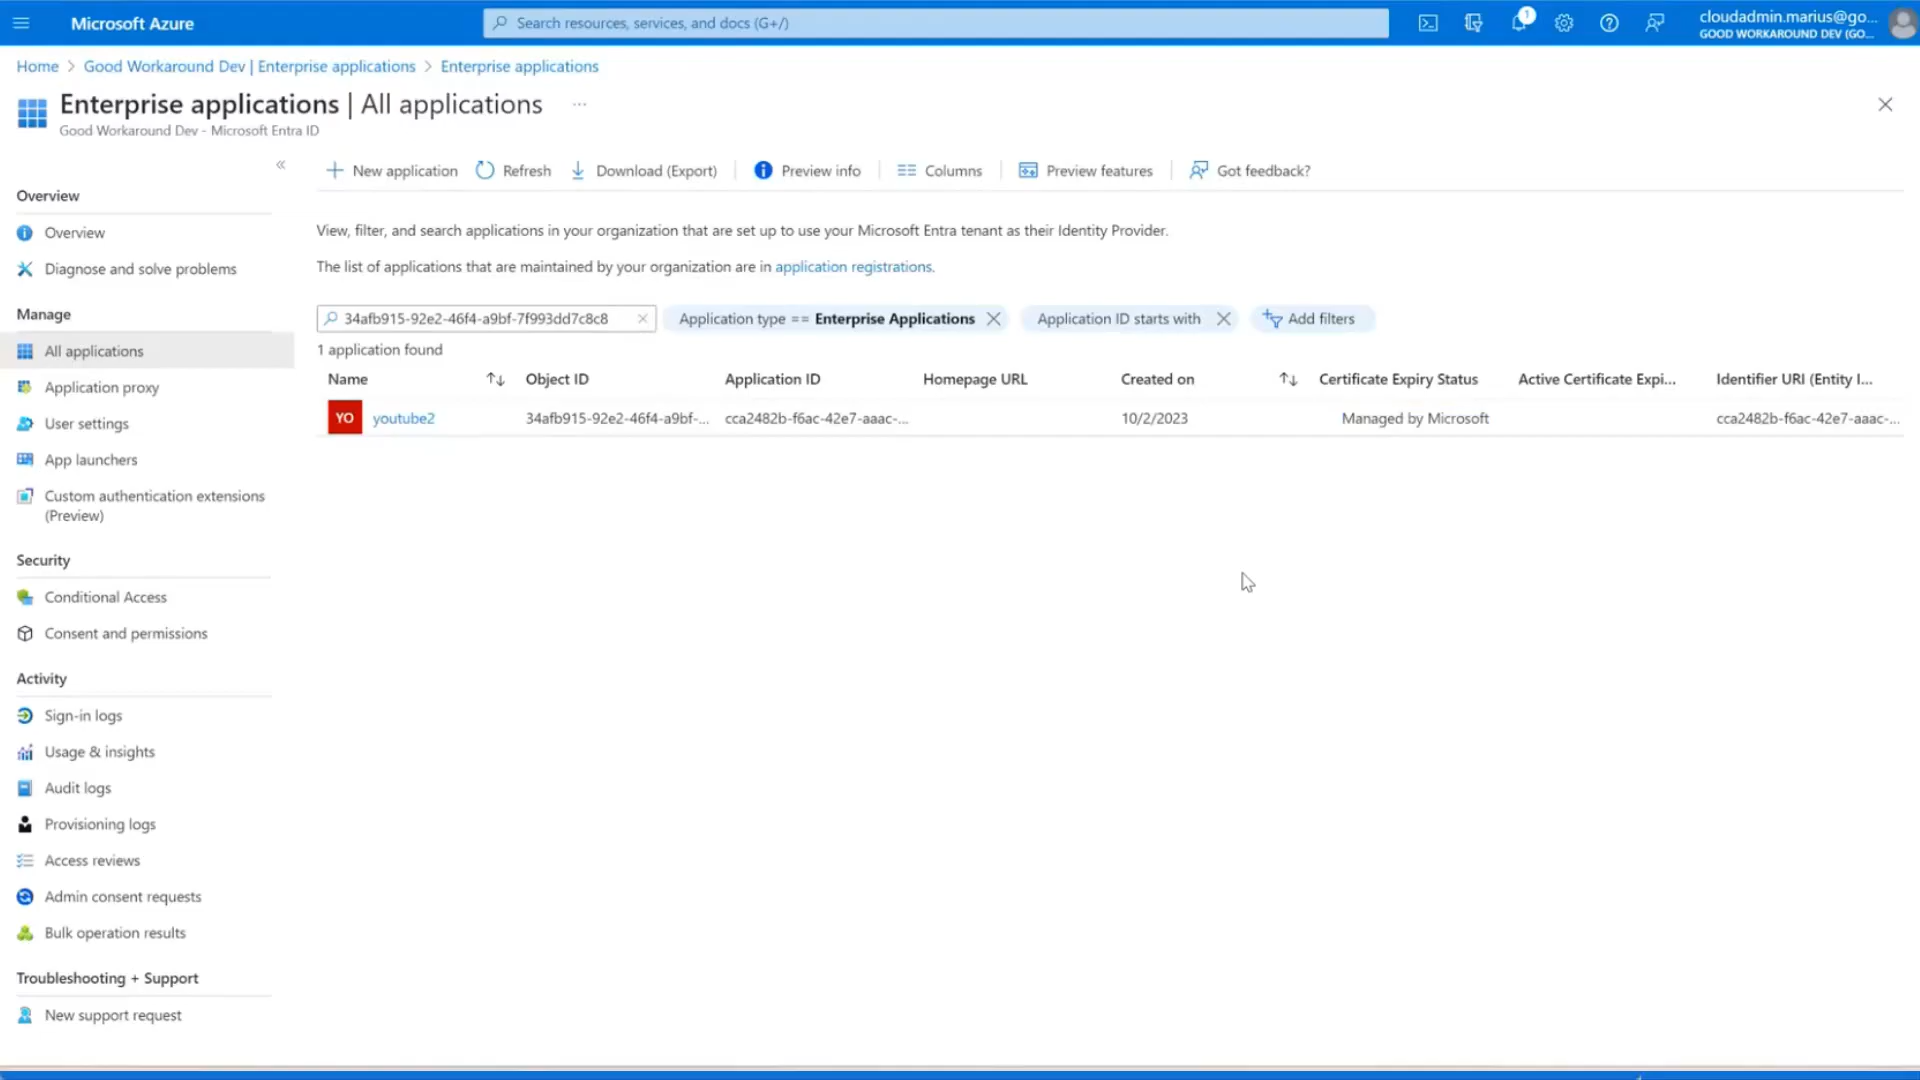 Microsoft Azure
Search resources, services, and docs (G+/)
1
cloudadmin.marius@go...
GOOD WORKAROUND DEV (GO...
Home > Good Workaround Dev | Enterprise applications > Enterprise applications
Enterprise applications | All applications ...
Good Workaround Dev - Microsoft Entra ID
«
New application Refresh Download (Export) Preview info Columns Preview features Got feedback?
Overview
Overview
Diagnose and solve problems
Manage
All applications
Application proxy
User settings
App launchers
Custom authentication extensions
(Preview)
Security
Conditional Access
Consent and permissions
Activity
Sign-in logs
Usage & insights
Audit logs
Provisioning logs
Access reviews
Admin consent requests
Bulk operation results
Troubleshooting + Support
New support request
View, filter, and search applications in your organization that are set up to use your Microsoft Entra tenant as their Identity Provider.
The list of applications that are maintained by your organization are in application registrations.
34afb915-92e2-46f4-a9bf-7f993dd7c8c8 Application type == Enterprise Applications Application ID starts with Add filters
1 application found
Name Object ID Application ID Homepage URL Created on Certificate Expiry Status Active Certificate Expi... Identifier URI (Entity I...
YO youtube2 34afb915-92e2-46f4-a9bf-... cca2482b-f6ac-42e7-aaac-... 10/2/2023 Managed by Microsoft cca2482b-f6ac-42e7-aaac-...